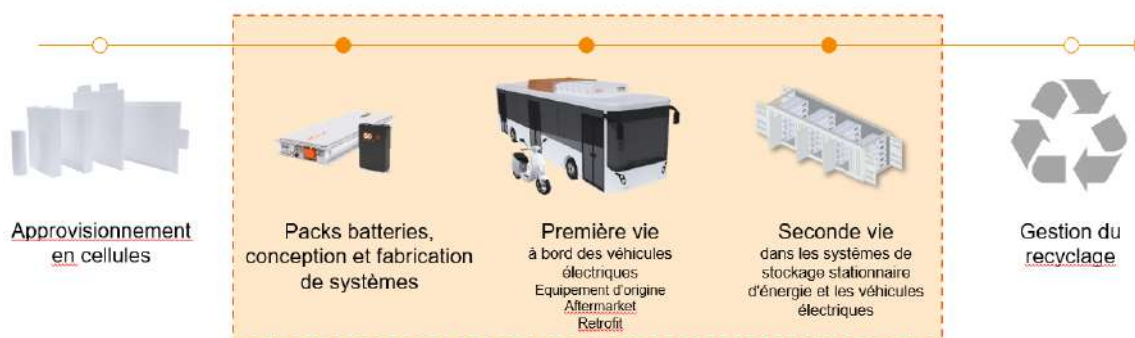 Approvisionnement
en cellules
Packs batteries,
conception et fabrication
de systèmes
Première vie
à bord des véhicules
électriques
Equipement d'origine
Aftermarket
Retrofit
Seconde vie
dans les systèmes de
stockage stationnaire
d'énergie et les véhicules
électriques
Gestion du
recyclage